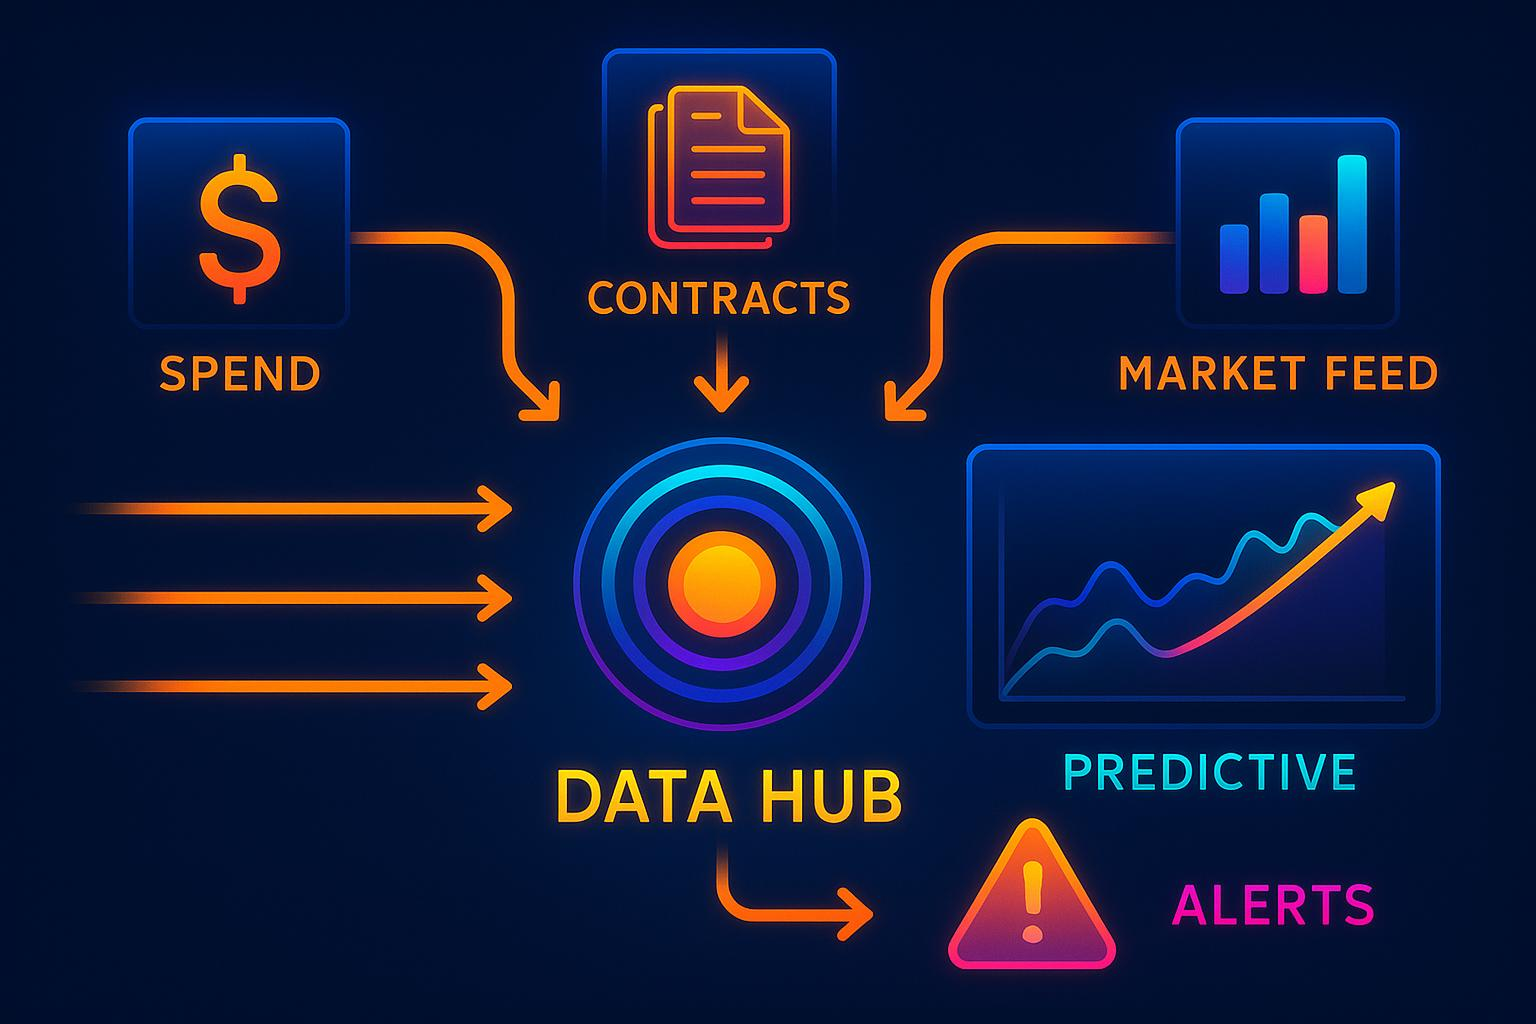 CONTRACTS
SPEND
MARKET FEED
PREDICTIVE
DATA HUB
ALERTS